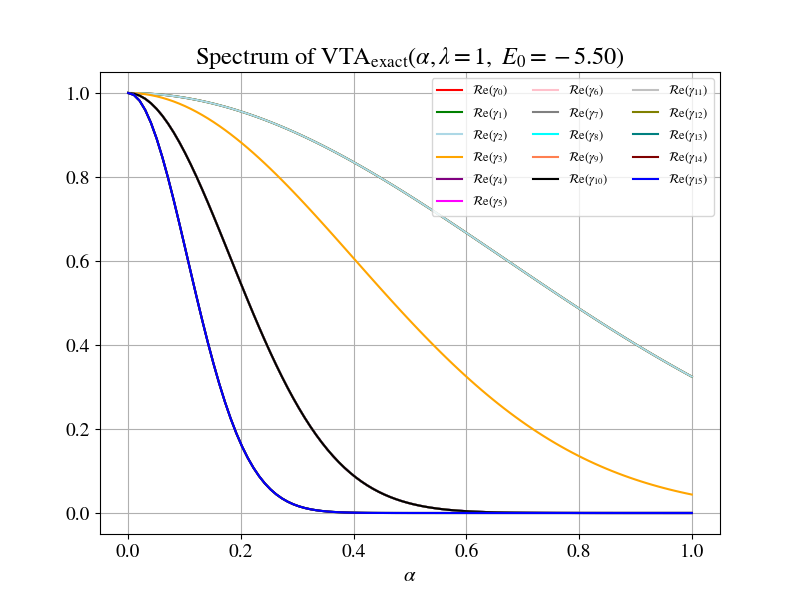 Spectrum of VTA_exact(α, λ = 1, E₀ = −5.50)
ℛe(γ₀)
ℛe(γ₁)
ℛe(γ₂)
ℛe(γ₃)
ℛe(γ₄)
ℛe(γ₅)
ℛe(γ₆)
ℛe(γ₇)
ℛe(γ₈)
ℛe(γ₉)
ℛe(γ₁₀)
ℛe(γ₁₁)
ℛe(γ₁₂)
ℛe(γ₁₃)
ℛe(γ₁₄)
ℛe(γ₁₅)
1.0
0.8
0.6
0.4
0.2
0.0
0.0 0.2 0.4 0.6 0.8 1.0
α